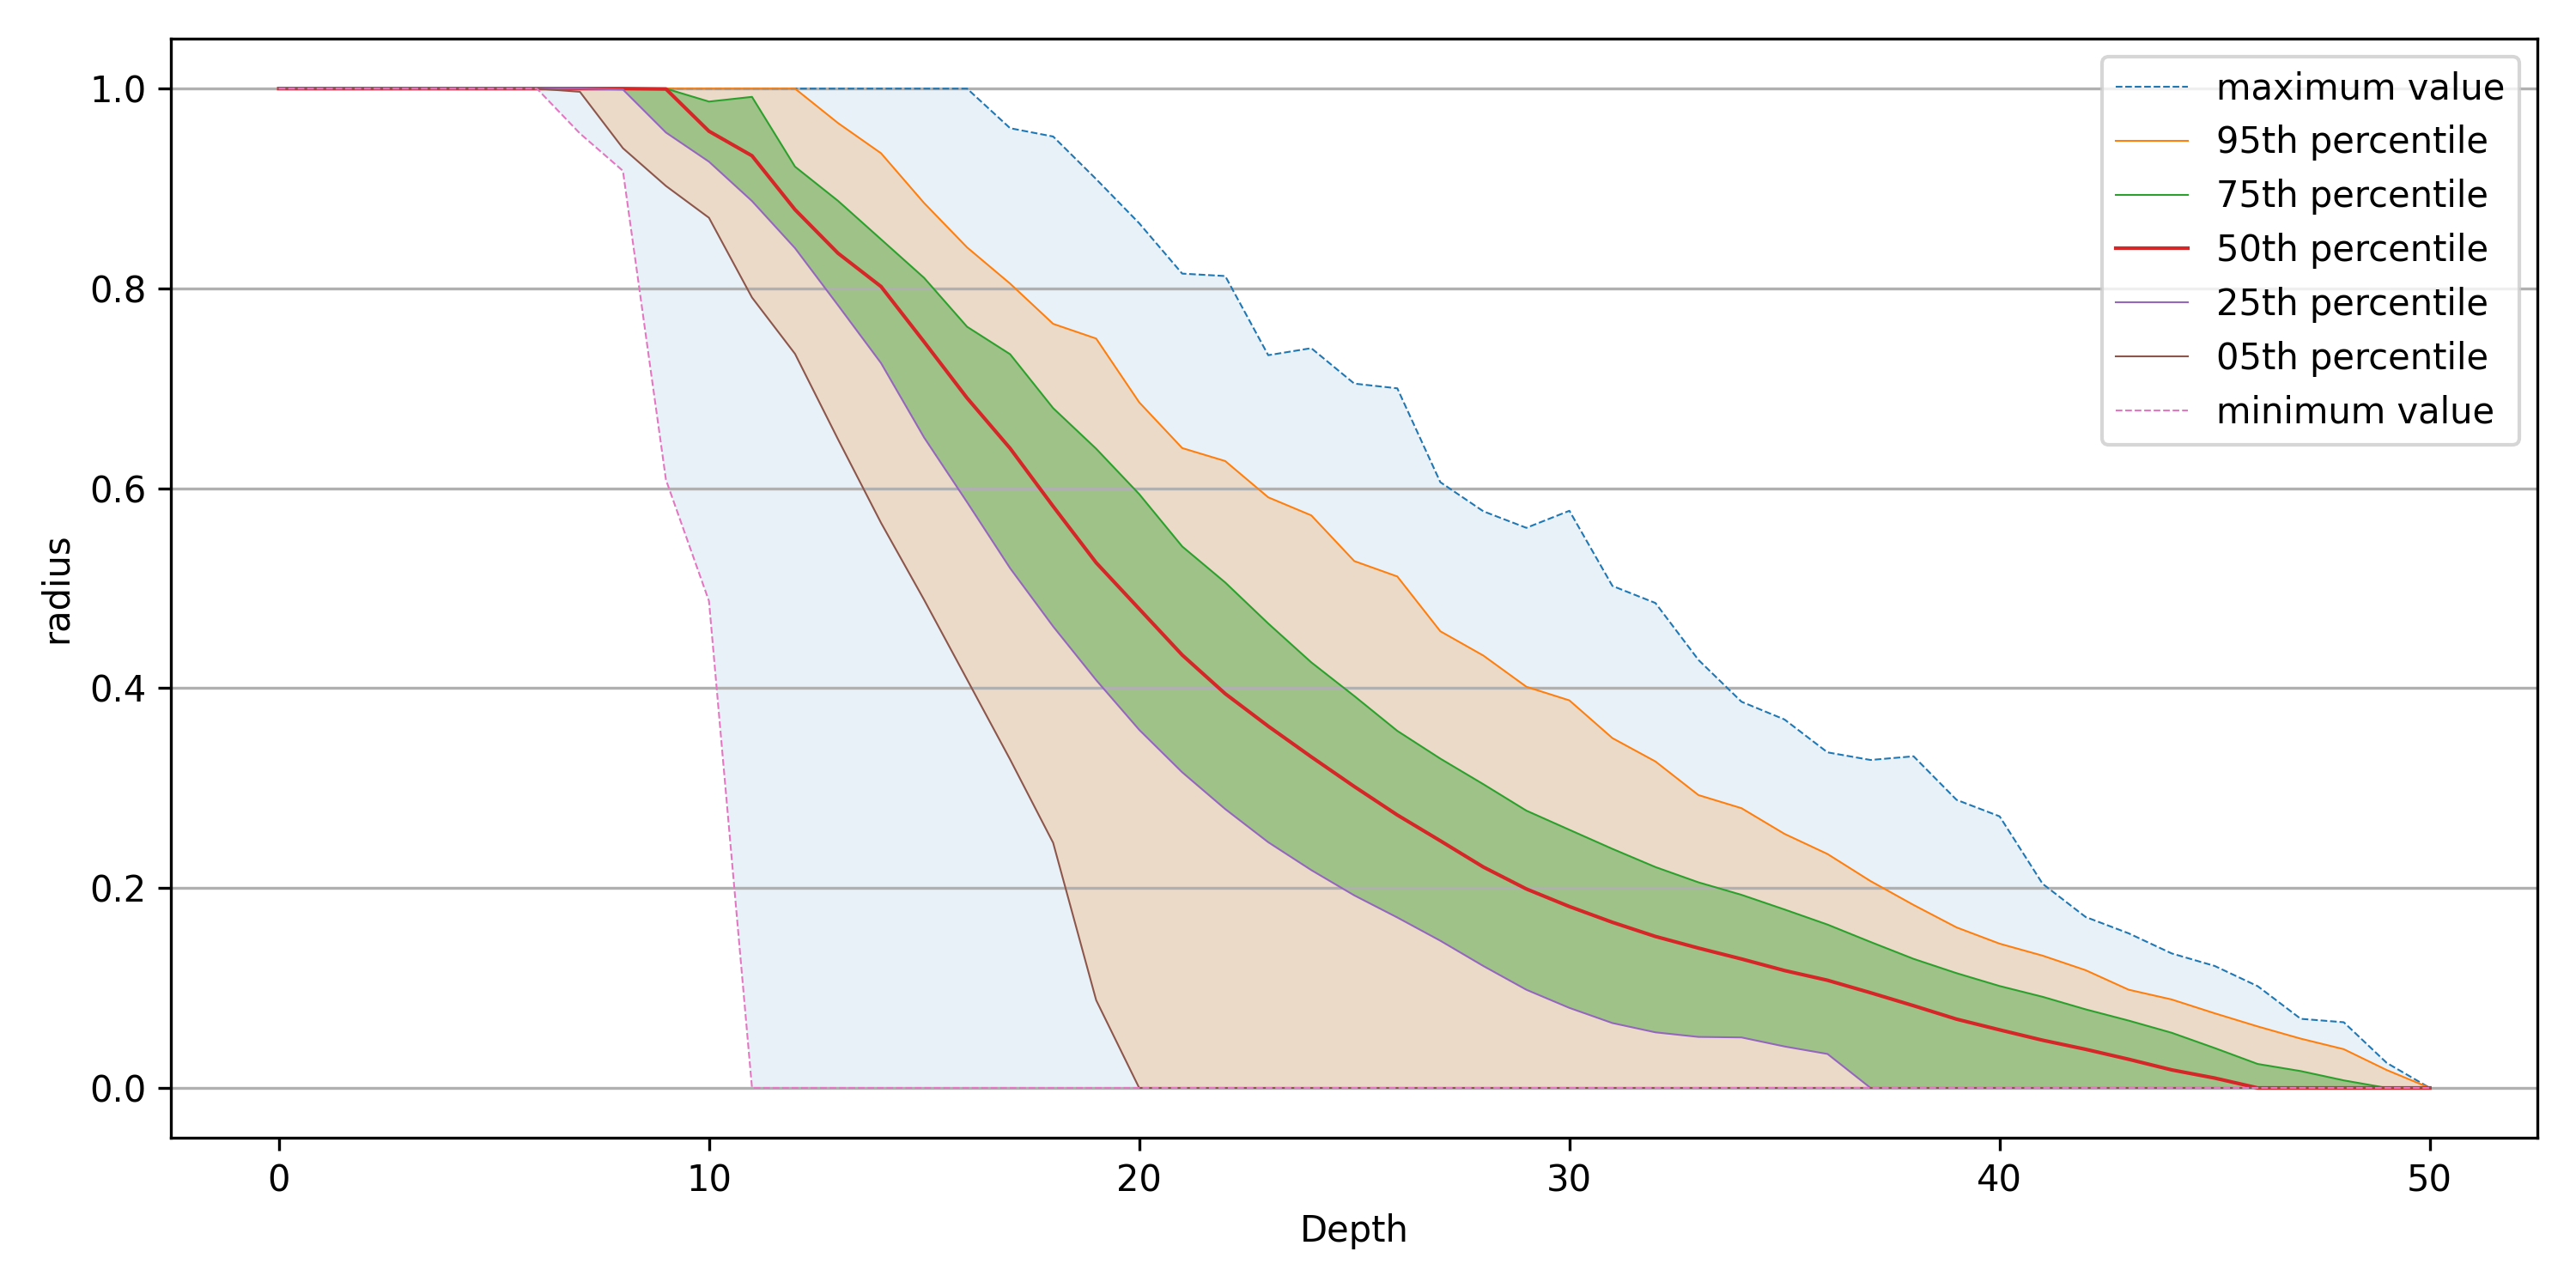 1.0
0.8
0.6
0.4
0.2
0.0
radius
0 10 20 30 40 50
Depth
maximum value
95th percentile
75th percentile
50th percentile
25th percentile
05th percentile
minimum value